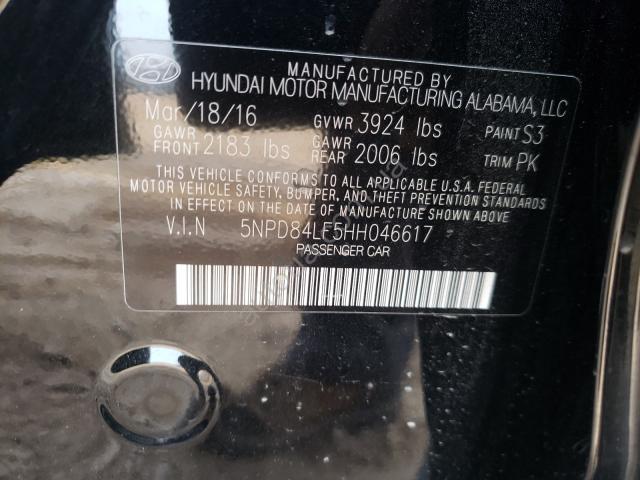 MANUFACTURED BY
HYUNDAI MOTOR MANUFACTURING ALABAMA, LLC
Mar/18/16 GVWR 3924 lbs PAINT S3
GAWR FRONT 2183 lbs GAWR REAR 2006 lbs TRIM PK
THIS VEHICLE CONFORMS TO ALL APPLICABLE U.S.A. FEDERAL
MOTOR VEHICLE SAFETY, BUMPER, AND THEFT PREVENTION STANDARDS
IN EFFECT ON THE DATE OF MANUFACTURE SHOWN ABOVE.
V.I.N 5NPD84LF5HH046617
PASSENGER CAR